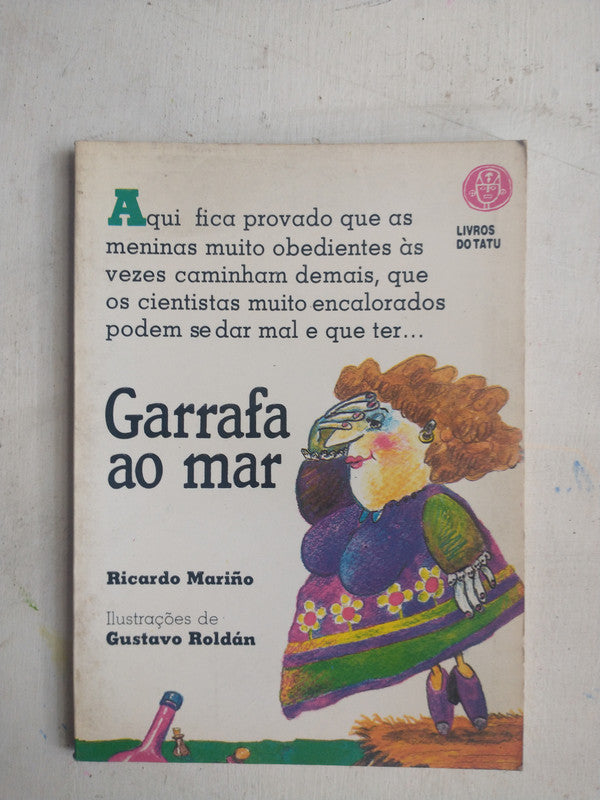 Aqui fica provado que as
meninas muito obedientes às
vezes caminham demais, que
os cientistas muito encalorados
podem se dar mal e que ter...
LIVROS
DO TATU
Garrafa
ao mar
Ricardo Mariño
Ilustrações de
Gustavo Roldán